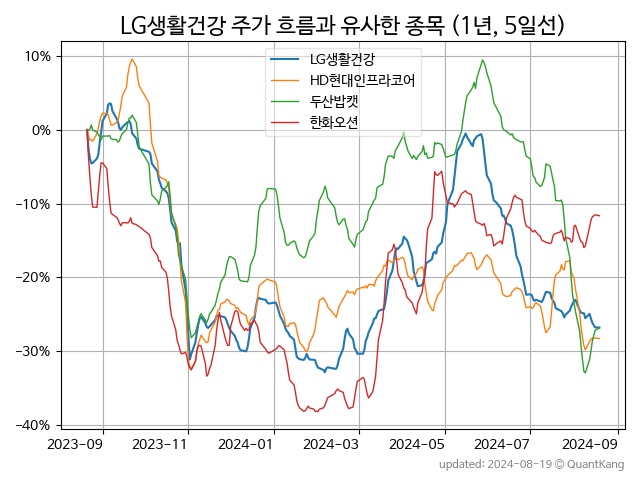 LG생활건강 주가 흐름과 유사한 종목 (1년, 5일선)
LG생활건강
HD현대인프라코어
두산밥캣
한화오션
10%
0%
−10%
−20%
−30%
−40%
2023-09 2023-11 2024-01 2024-03 2024-05 2024-07 2024-09
updated: 2024-08-19 © QuantKang